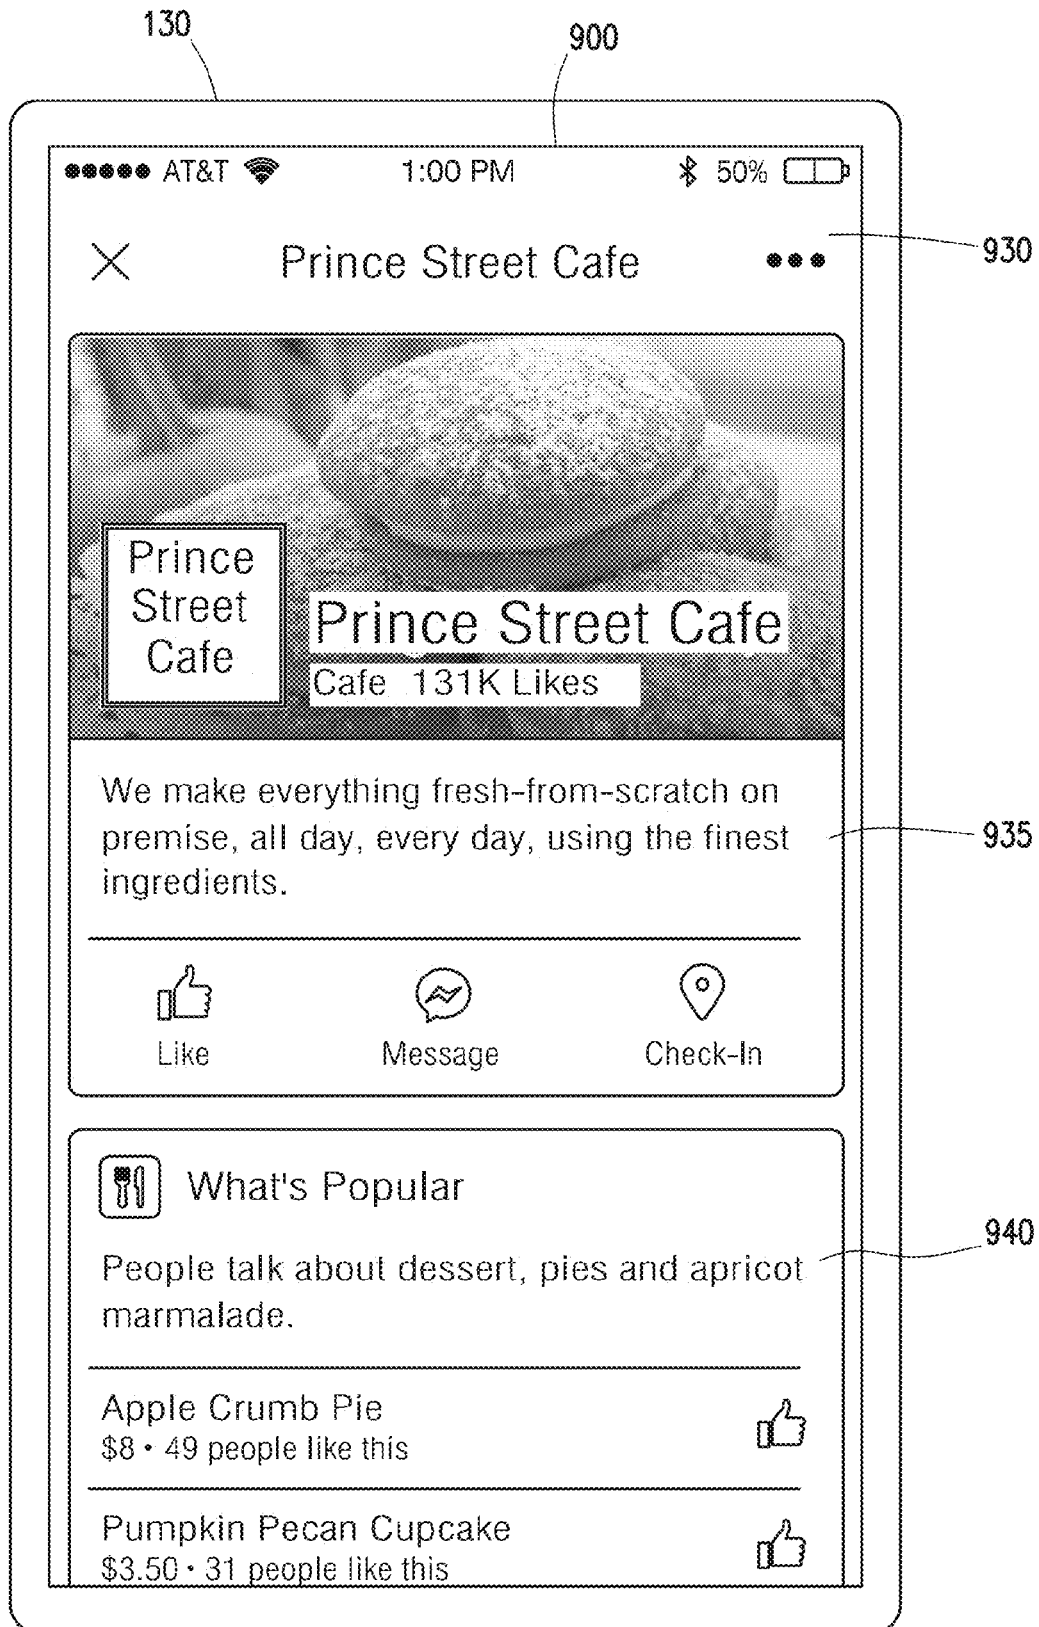 130
900
AT&T 1:00 PM 50%
Prince Street Cafe
930
Prince
Street
Cafe
Prince Street Cafe
Cafe 131K Likes
We make everything fresh-from-scratch on
premise, all day, every day, using the finest
ingredients.
935
Like Message Check-In
What's Popular
940
People talk about dessert, pies and apricot
marmalade.
Apple Crumb Pie
$8 • 49 people like this
Pumpkin Pecan Cupcake
$3.50 • 31 people like this